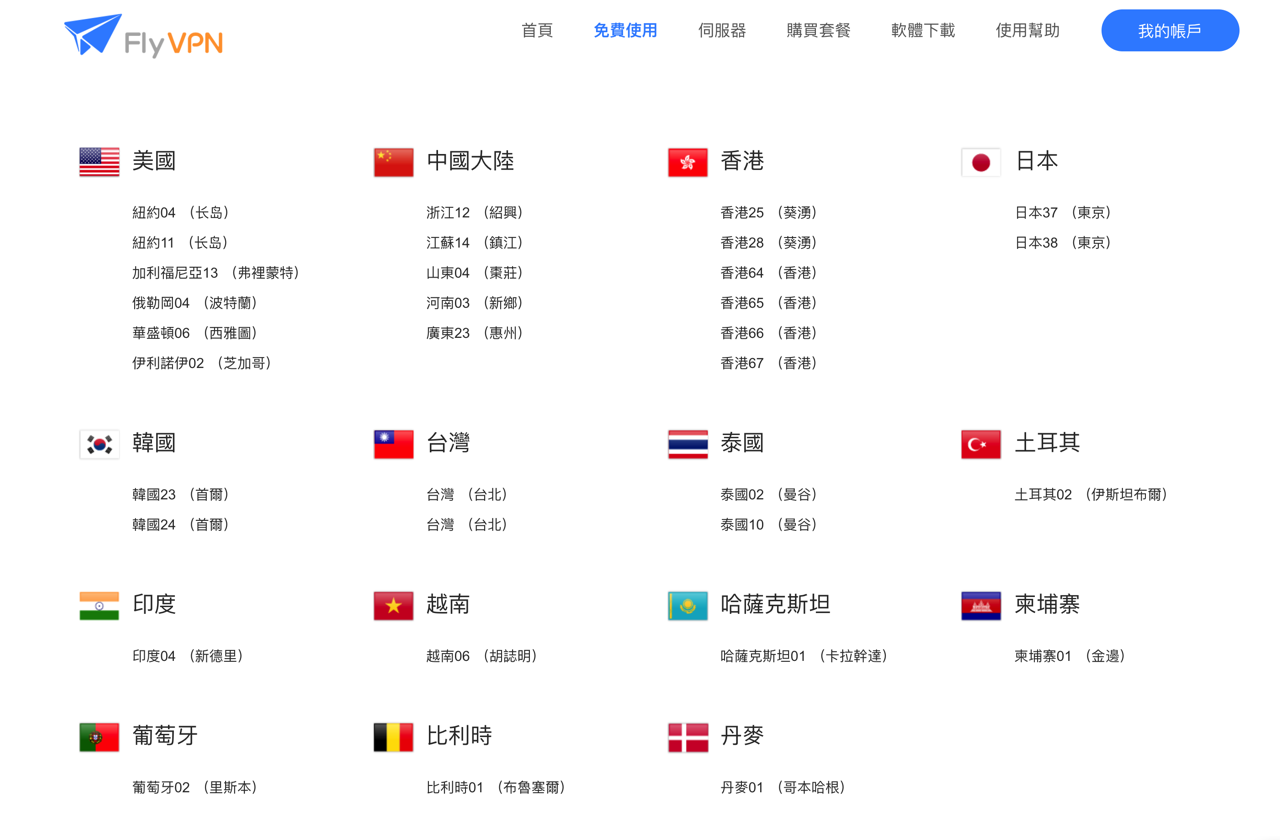 FlyVPN
首頁 免費使用 伺服器 購買套餐 軟體下載 使用幫助 我的帳戶
美國
紐約04 （长岛）
紐約11 （长岛）
加利福尼亞13 （弗裡蒙特）
俄勒岡04 （波特蘭）
華盛頓06 （西雅圖）
伊利諾伊02 （芝加哥）
中國大陸
浙江12 （紹興）
江蘇14 （鎮江）
山東04 （棗莊）
河南03 （新鄉）
廣東23 （惠州）
香港
香港25 （葵湧）
香港28 （葵湧）
香港64 （香港）
香港65 （香港）
香港66 （香港）
香港67 （香港）
日本
日本37 （東京）
日本38 （東京）
韓國
韓國23 （首爾）
韓國24 （首爾）
台灣
台灣 （台北）
台灣 （台北）
泰國
泰國02 （曼谷）
泰國10 （曼谷）
土耳其
土耳其02 （伊斯坦布爾）
印度
印度04 （新德里）
越南
越南06 （胡誌明）
哈薩克斯坦
哈薩克斯坦01 （卡拉幹達）
柬埔寨
柬埔寨01 （金邊）
葡萄牙
葡萄牙02 （里斯本）
比利時
比利時01 （布魯塞爾）
丹麥
丹麥01 （哥本哈根）